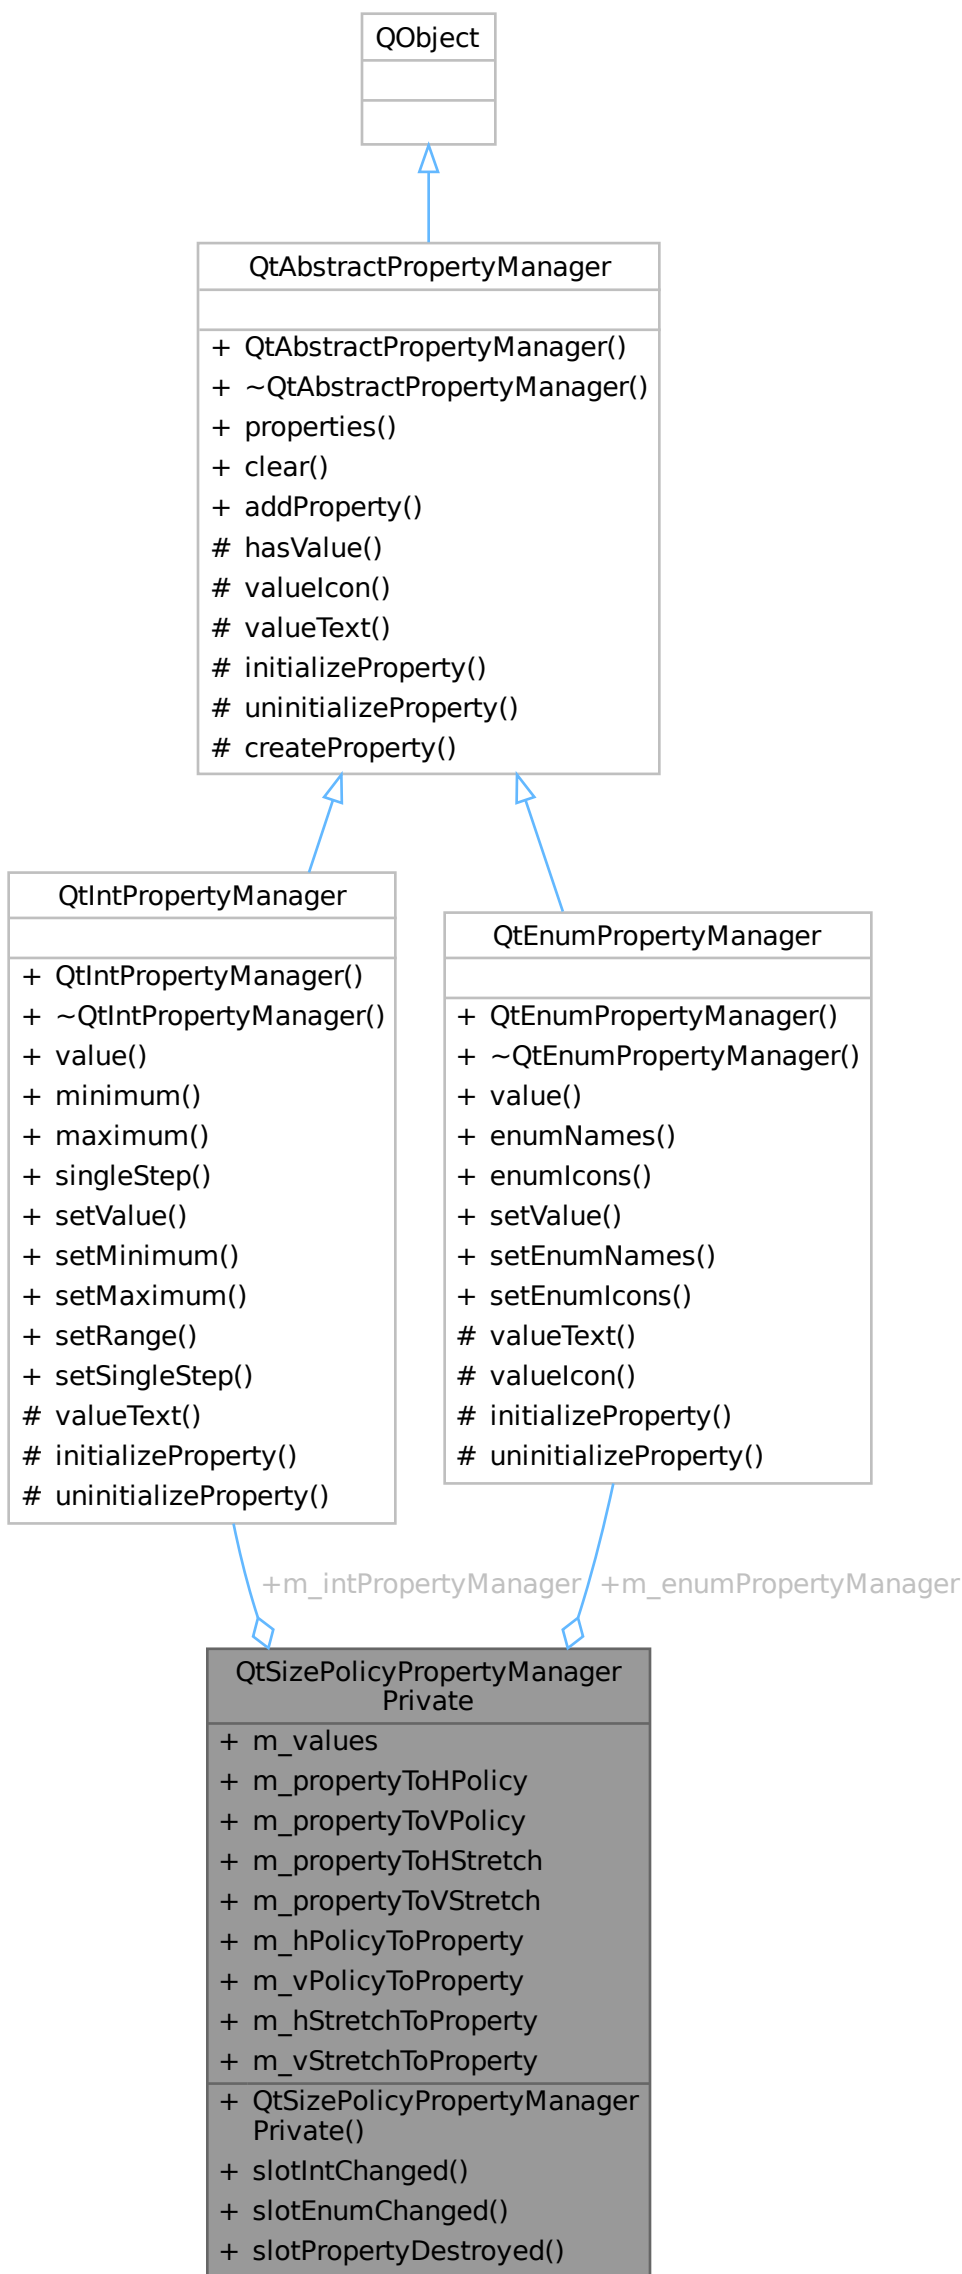 QObject
QtAbstractPropertyManager
+ QtAbstractPropertyManager()
+ ~QtAbstractPropertyManager()
+ properties()
+ clear()
+ addProperty()
# hasValue()
# valueIcon()
# valueText()
# initializeProperty()
# uninitializeProperty()
# createProperty()
QtIntPropertyManager
+ QtIntPropertyManager()
+ ~QtIntPropertyManager()
+ value()
+ minimum()
+ maximum()
+ singleStep()
+ setValue()
+ setMinimum()
+ setMaximum()
+ setRange()
+ setSingleStep()
# valueText()
# initializeProperty()
# uninitializeProperty()
QtEnumPropertyManager
+ QtEnumPropertyManager()
+ ~QtEnumPropertyManager()
+ value()
+ enumNames()
+ enumIcons()
+ setValue()
+ setEnumNames()
+ setEnumIcons()
# valueText()
# valueIcon()
# initializeProperty()
# uninitializeProperty()
+m_intPropertyManager
+m_enumPropertyManager
QtSizePolicyPropertyManager
Private
+ m_values
+ m_propertyToHPolicy
+ m_propertyToVPolicy
+ m_propertyToHStretch
+ m_propertyToVStretch
+ m_hPolicyToProperty
+ m_vPolicyToProperty
+ m_hStretchToProperty
+ m_vStretchToProperty
+ QtSizePolicyPropertyManager
Private()
+ slotIntChanged()
+ slotEnumChanged()
+ slotPropertyDestroyed()